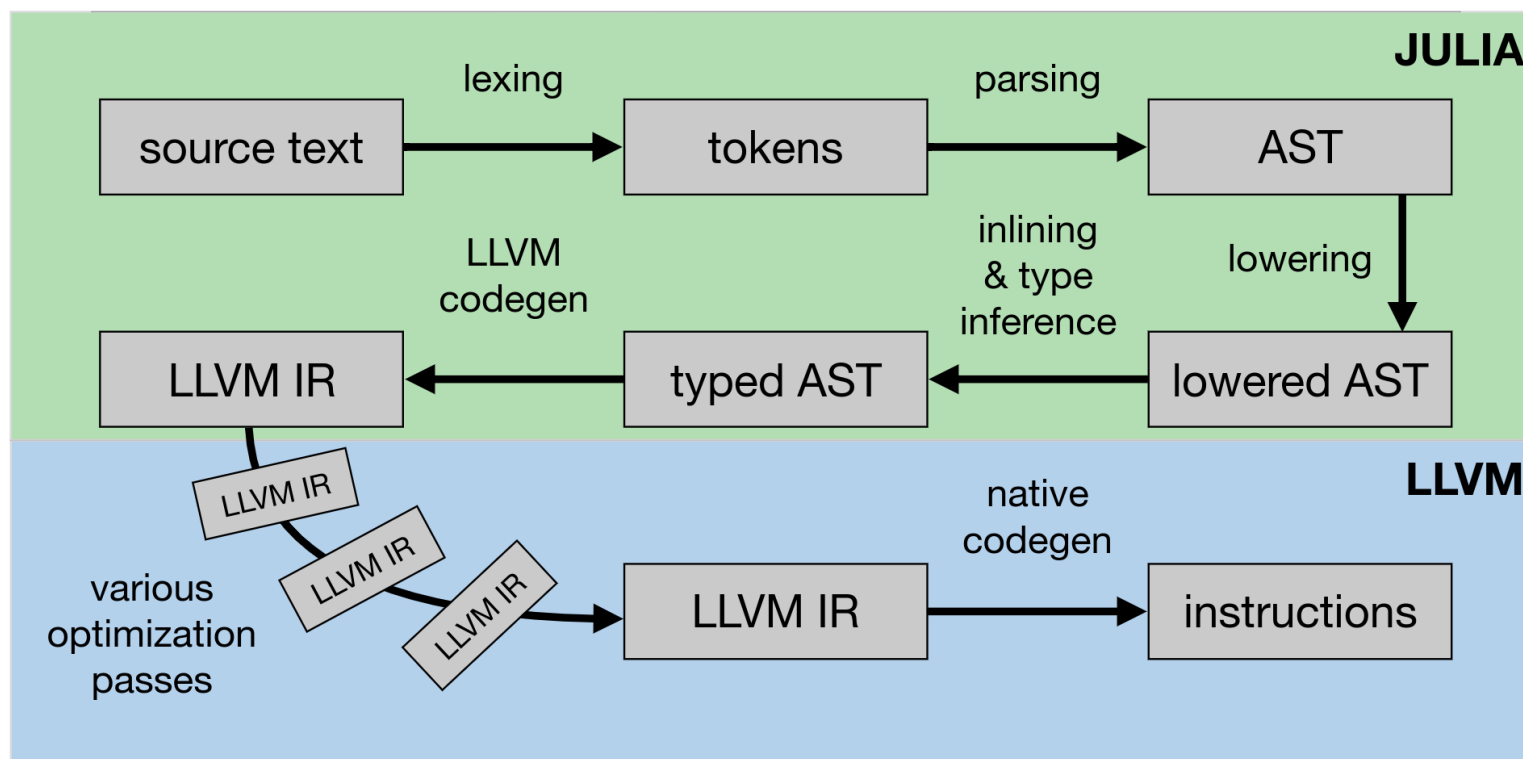 JULIA
lexing
parsing
source text
tokens
AST
LLVM
codegen
inlining
& type
inference
lowering
LLVM IR
typed AST
lowered AST
LLVM
LLVM IR
LLVM IR
LLVM IR
various
optimization
passes
native
codegen
LLVM IR
instructions